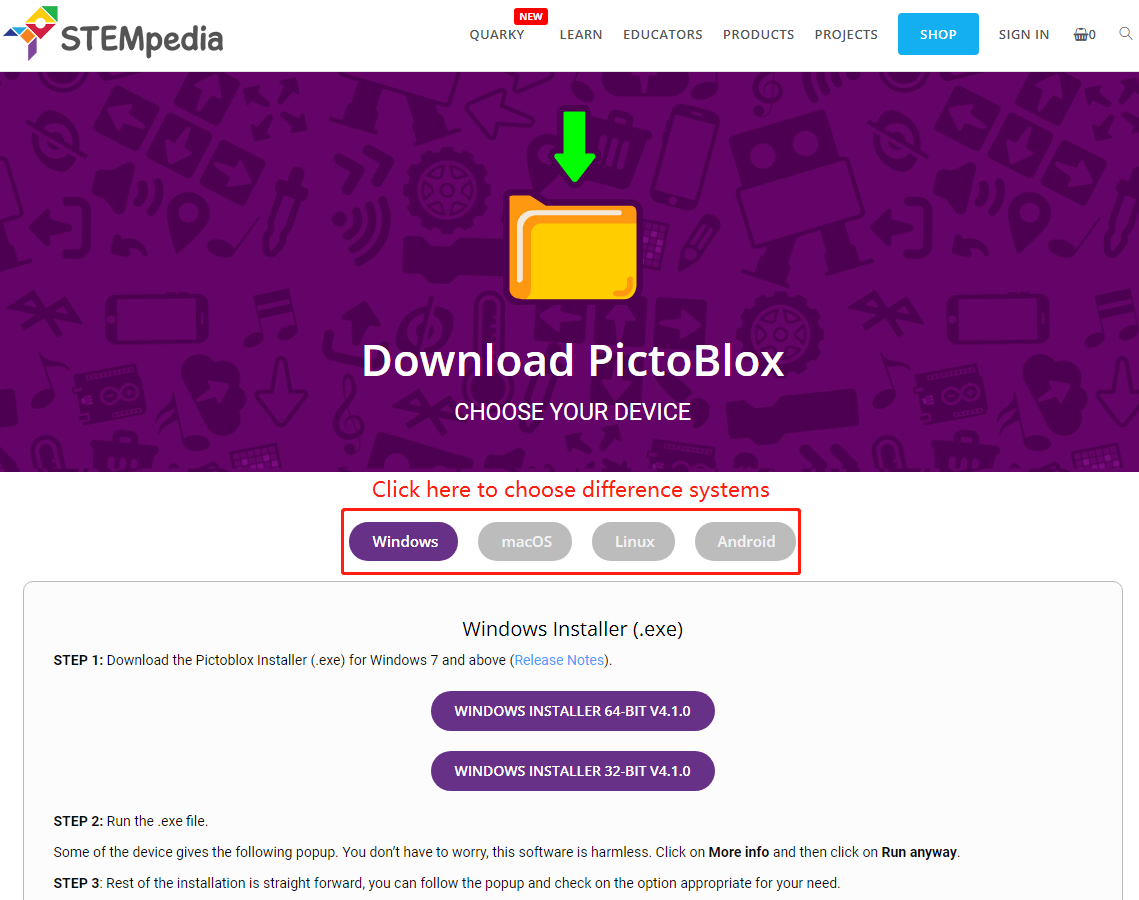 STEMpedia
NEW
QUARKY LEARN EDUCATORS PRODUCTS PROJECTS SHOP SIGN IN 0
Download PictoBlox
CHOOSE YOUR DEVICE
Click here to choose difference systems
Windows macOS Linux Android
Windows Installer (.exe)
STEP 1: Download the Pictoblox Installer (.exe) for Windows 7 and above (Release Notes).
WINDOWS INSTALLER 64-BIT V4.1.0
WINDOWS INSTALLER 32-BIT V4.1.0
STEP 2: Run the .exe file.
Some of the device gives the following popup. You don’t have to worry, this software is harmless. Click on More info and then click on Run anyway.
STEP 3: Rest of the installation is straight forward, you can follow the popup and check on the option appropriate for your need.